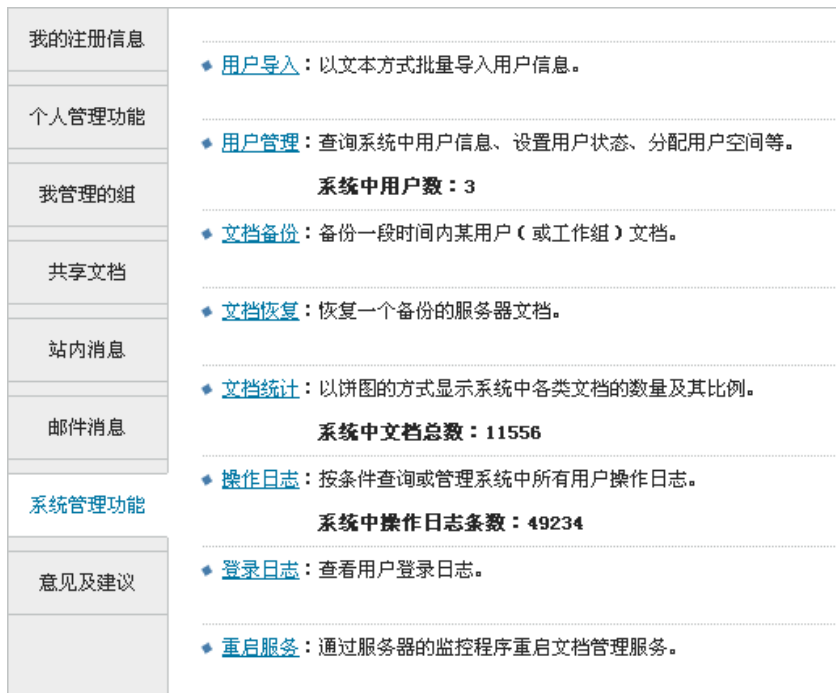 我的注册信息
个人管理功能
我管理的组
共享文档
站内消息
邮件消息
系统管理功能
意见及建议
用户导入：以文本方式批量导入用户信息。
用户管理：查询系统中用户信息、设置用户状态、分配用户空间等。
系统中用户数：3
文档备份：备份一段时间内某用户（或工作组）文档。
文档恢复：恢复一个备份的服务器文档。
文档统计：以饼图的方式显示系统中各类文档的数量及其比例。
系统中文档总数：11556
操作日志：按条件查询或管理系统中所有用户操作日志。
系统中操作日志条数：49234
登录日志：查看用户登录日志。
重启服务：通过服务器的监控程序重启文档管理服务。